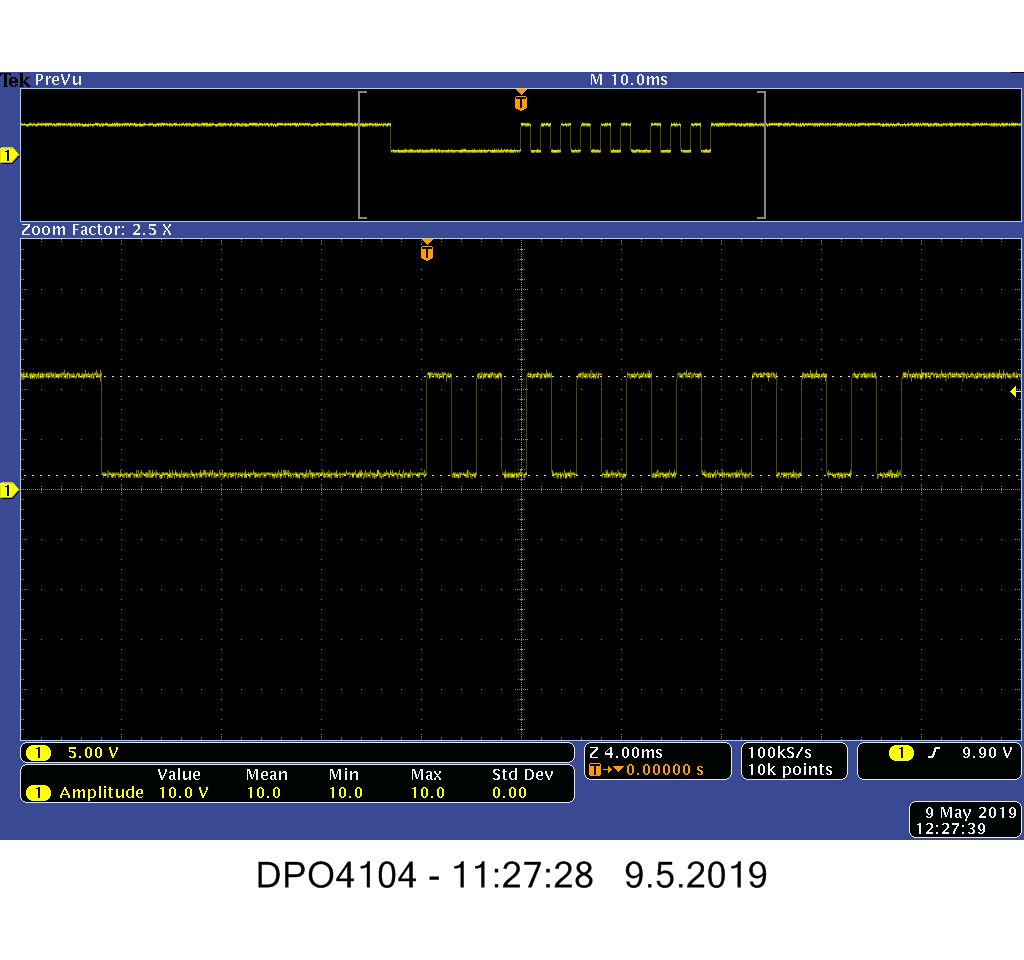 Tek PreVu M 10.0ms
T
1
Zoom Factor: 2.5 X
T
1
1 5.00 V
Value Mean Min Max Std Dev
1 Amplitude 10.0 V 10.0 10.0 10.0 0.00
Z 4.00ms
T→▼0.00000 s
100kS/s
10k points
1 9.90 V
9 May 2019
12:27:39
DPO4104 - 11:27:28 9.5.2019